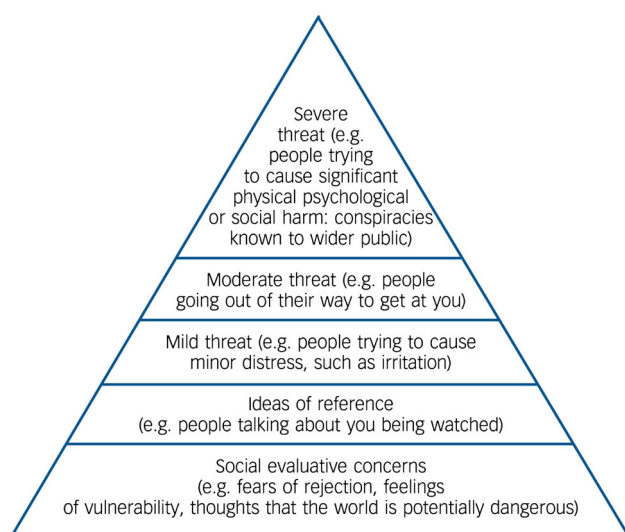 Severe
threat (e.g.
people trying
to cause significant
physical psychological
or social harm: conspiracies
known to wider public)
Moderate threat (e.g. people
going out of their way to get at you)
Mild threat (e.g. people trying to cause
minor distress, such as irritation)
Ideas of reference
(e.g. people talking about you being watched)
Social evaluative concerns
(e.g. fears of rejection, feelings
of vulnerability, thoughts that the world is potentially dangerous)